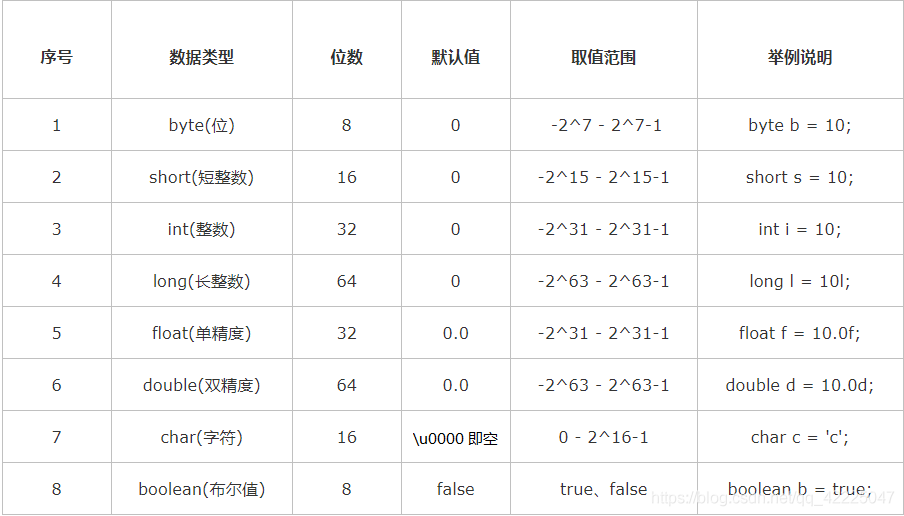 序号 数据类型 位数 默认值 取值范围 举例说明
1 byte(位) 8 0 -2^7 - 2^7-1 byte b = 10;
2 short(短整数) 16 0 -2^15 - 2^15-1 short s = 10;
3 int(整数) 32 0 -2^31 - 2^31-1 int i = 10;
4 long(长整数) 64 0 -2^63 - 2^63-1 long l = 10l;
5 float(单精度) 32 0.0 -2^31 - 2^31-1 float f = 10.0f;
6 double(双精度) 64 0.0 -2^63 - 2^63-1 double d = 10.0d;
7 char(字符) 16 \u0000 即空 0 - 2^16-1 char c = 'c';
8 boolean(布尔值) 8 false true、false boolean b = true;
https://blog.csdn.net/qq_42225047